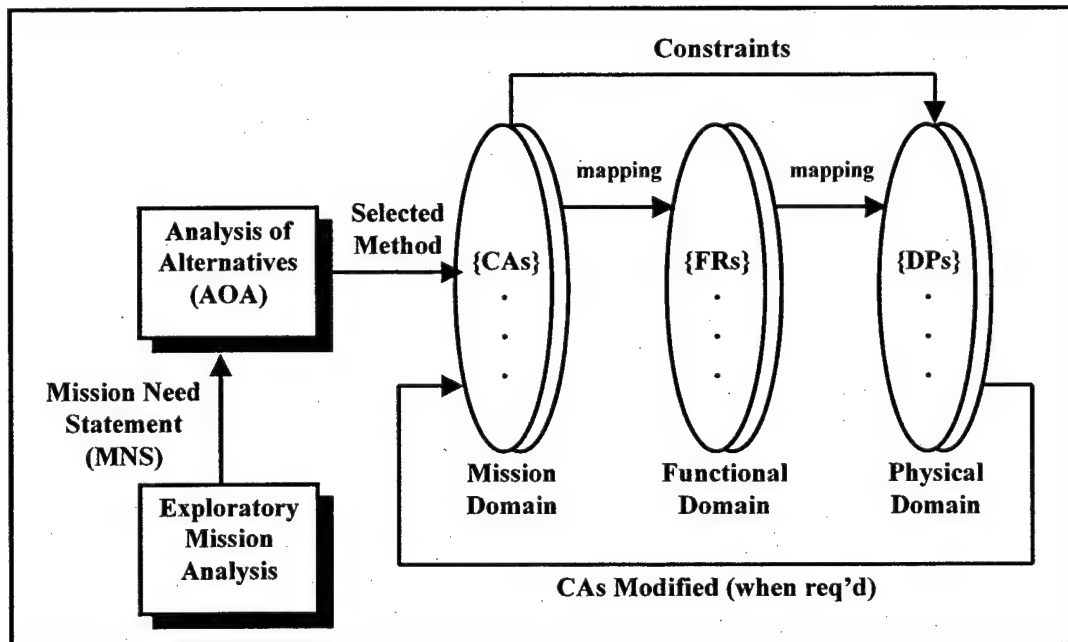 Constraints
mapping
mapping
Analysis of
Alternatives
(AOA)
Selected
Method
{CAs}
{FRs}
{DPs}
Mission Need
Statement
(MNS)
Exploratory
Mission
Analysis
Mission
Domain
Functional
Domain
Physical
Domain
CAs Modified (when req'd)